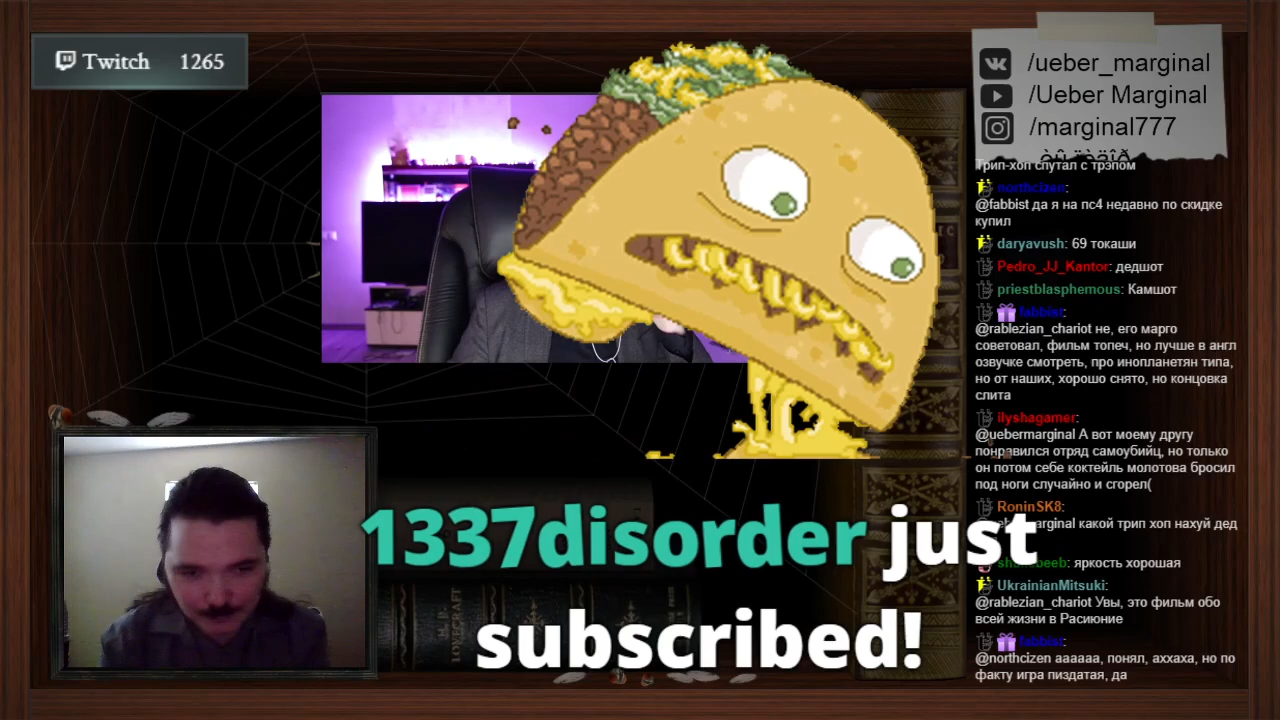 Twitch 1265
/ueber_marginal
/Ueber Marginal
/marginal777
Трип-хоп спутал с трэпом
northcizen:
@fabbist да я на пс4 недавно по скидке
купил
daryavush: 69 токаши
Pedro_JJ_Kantor: дедшот
priestblasphemous: Камшот
fabbist:
@rablezian_chariot не, его марго
советовал, фильм топеч, но лучше в англ
озвучке смотреть, про инопланетян типа,
но от наших, хорошо снято, но концовка
слита
ilyshagamer:
@uebermarginal А вот моему другу
понравился отряд самоубийц, но только
он потом себе коктейль молотова бросил
под ноги случайно и сгорел(
RoninSK8:
какой трип хоп нахуй дед
яркость хорошая
UkrainianMitsuki:
@rablezian_chariot Увы, это фильм обо
всей жизни в Расиюние
fabbist:
@northcizen аааааа, понял, аххаха, но по
факту игра пиздатая, да
1337disorder just
subscribed!
LOVECRAFT